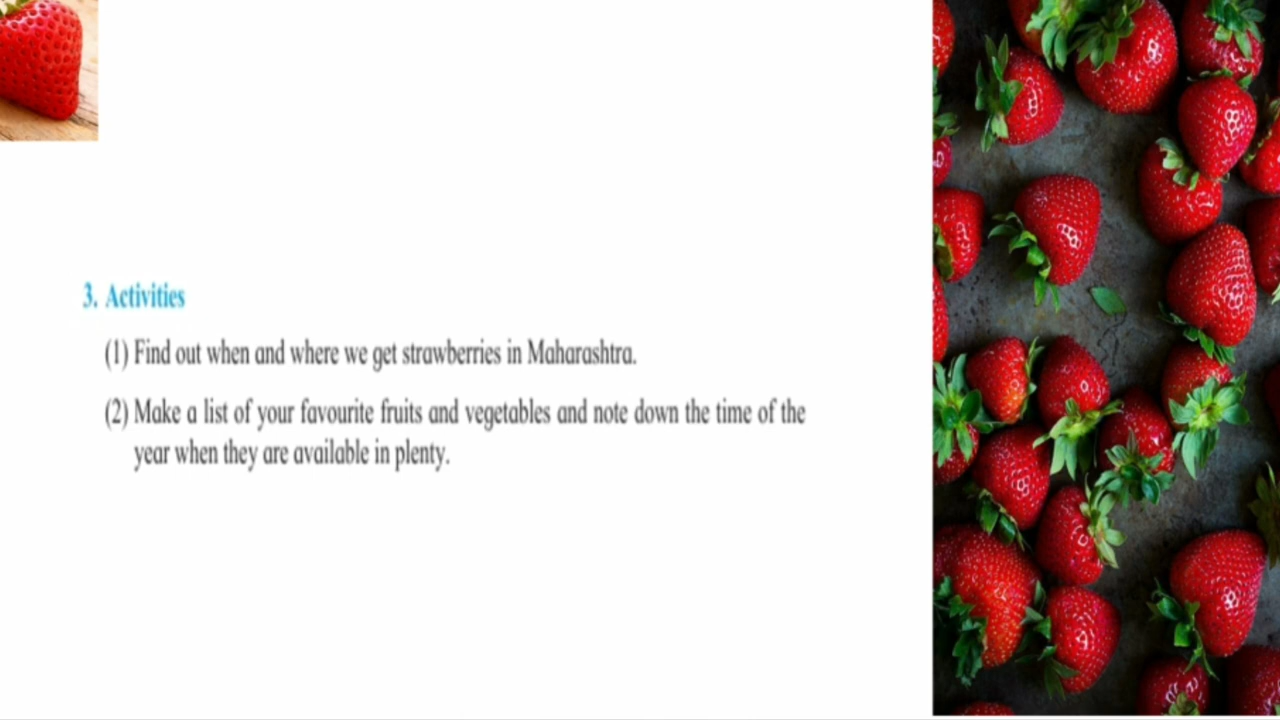 3. Activities
(1) Find out when and where we get strawberries in Maharashtra.
(2) Make a list of your favourite fruits and vegetables and note down the time of the
year when they are available in plenty.